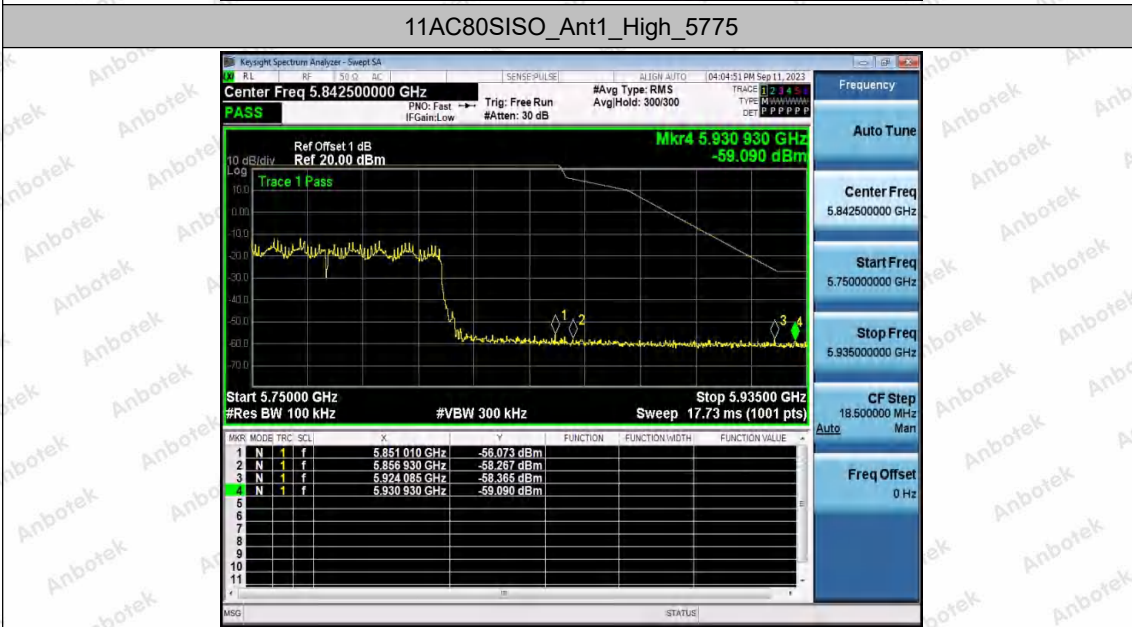 11AC80SISO_Ant1_High_5775
Keysight Spectrum Analyzer - Swept SA
RL RF 50 Ω AC SENSE:PULSE ALIGN AUTO 04:04:51 PM Sep 11, 2023
Center Freq 5.842500000 GHz #Avg Type: RMS TRACE 1 2 3 4 5 6
PASS PNO: Fast Trig: Free Run Avg|Hold: 300/300 TYPE M WWWWW
IFGain:Low #Atten: 30 dB DET P P P P P P
Mkr4 5.930 930 GHz
-59.090 dBm
Ref Offset 1 dB
10 dB/div Ref 20.00 dBm
Log
Trace 1 Pass
10.0
0.00
-10.0
-20.0
-30.0
-40.0
-50.0
-60.0
-70.0
1 2 3 4
Start 5.75000 GHz Stop 5.93500 GHz
#Res BW 100 kHz #VBW 300 kHz Sweep 17.73 ms (1001 pts)
MKR MODE TRC SCL X Y FUNCTION FUNCTION WIDTH FUNCTION VALUE
1 N 1 f 5.851 010 GHz -56.073 dBm
2 N 1 f 5.856 930 GHz -58.267 dBm
3 N 1 f 5.924 085 GHz -58.365 dBm
4 N 1 f 5.930 930 GHz -59.090 dBm
5
6
7
8
9
10
11
MSG STATUS
Frequency
Auto Tune
Center Freq
5.842500000 GHz
Start Freq
5.750000000 GHz
Stop Freq
5.935000000 GHz
CF Step
18.500000 MHz
Auto Man
Freq Offset
0 Hz
Anbotek